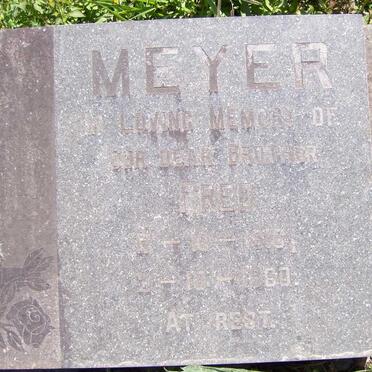 MEYER
IN LOVING MEMORY OF
OUR DEAR BROTHER
FRED
AT REST.